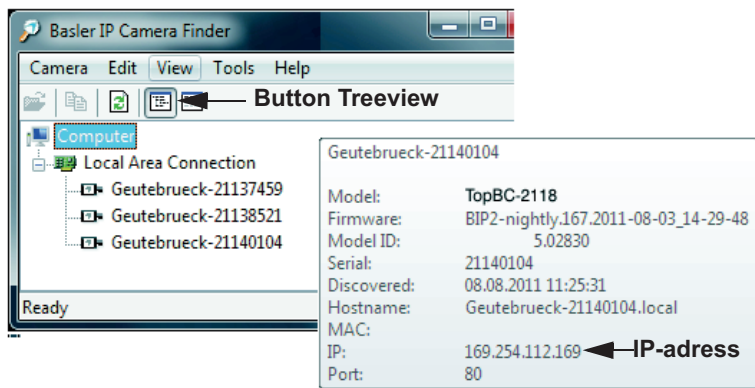 Basler IP Camera Finder
Camera Edit View Tools Help
Button Treeview
Computer
Local Area Connection
Geutebrueck-21137459
Geutebrueck-21138521
Geutebrueck-21140104
Ready
Geutebrueck-21140104
Model: TopBC-2118
Firmware: BIP2-nightly.167.2011-08-03_14-29-48
Model ID: 5.02830
Serial: 21140104
Discovered: 08.08.2011 11:25:31
Hostname: Geutebrueck-21140104.local
MAC:
IP: 169.254.112.169 IP-adress
Port: 80